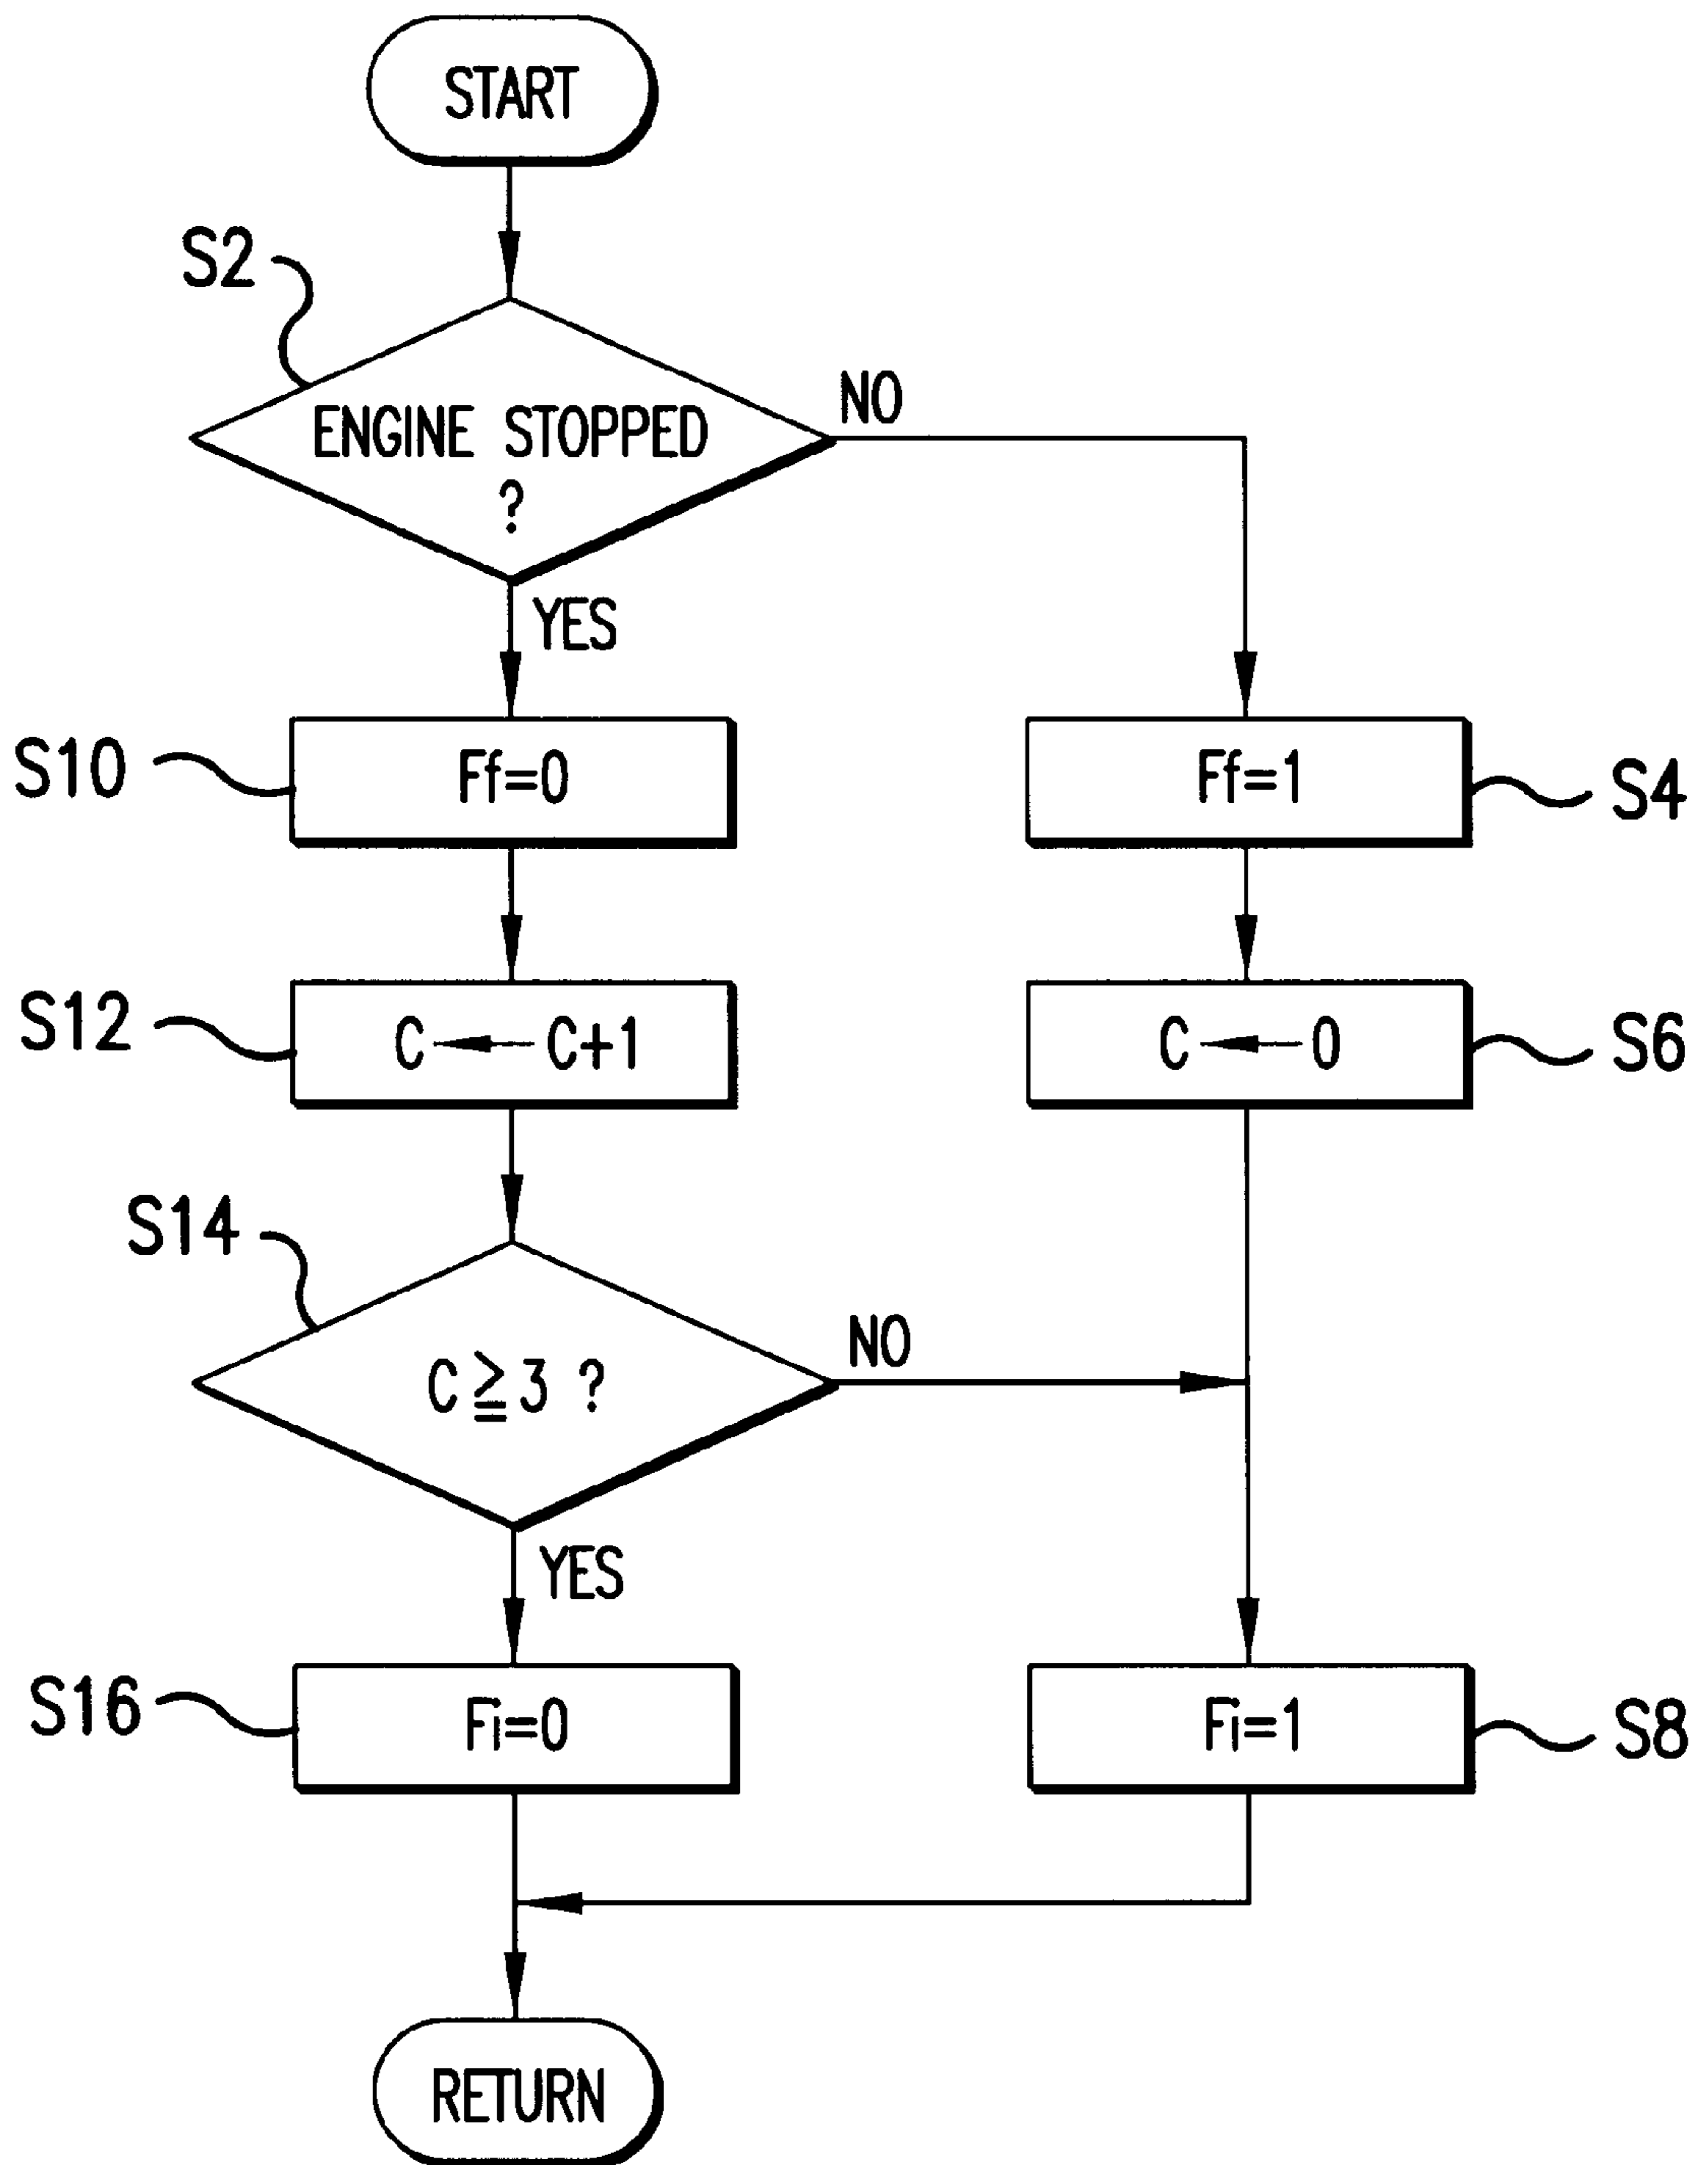 START
S2
ENGINE STOPPED
?
NO
YES
S10
Ff=0
Ff=1
S4
S12
C ← C+1
C ← 0
S6
S14
C ≧ 3 ?
NO
YES
S16
Fi=0
Fi=1
S8
RETURN